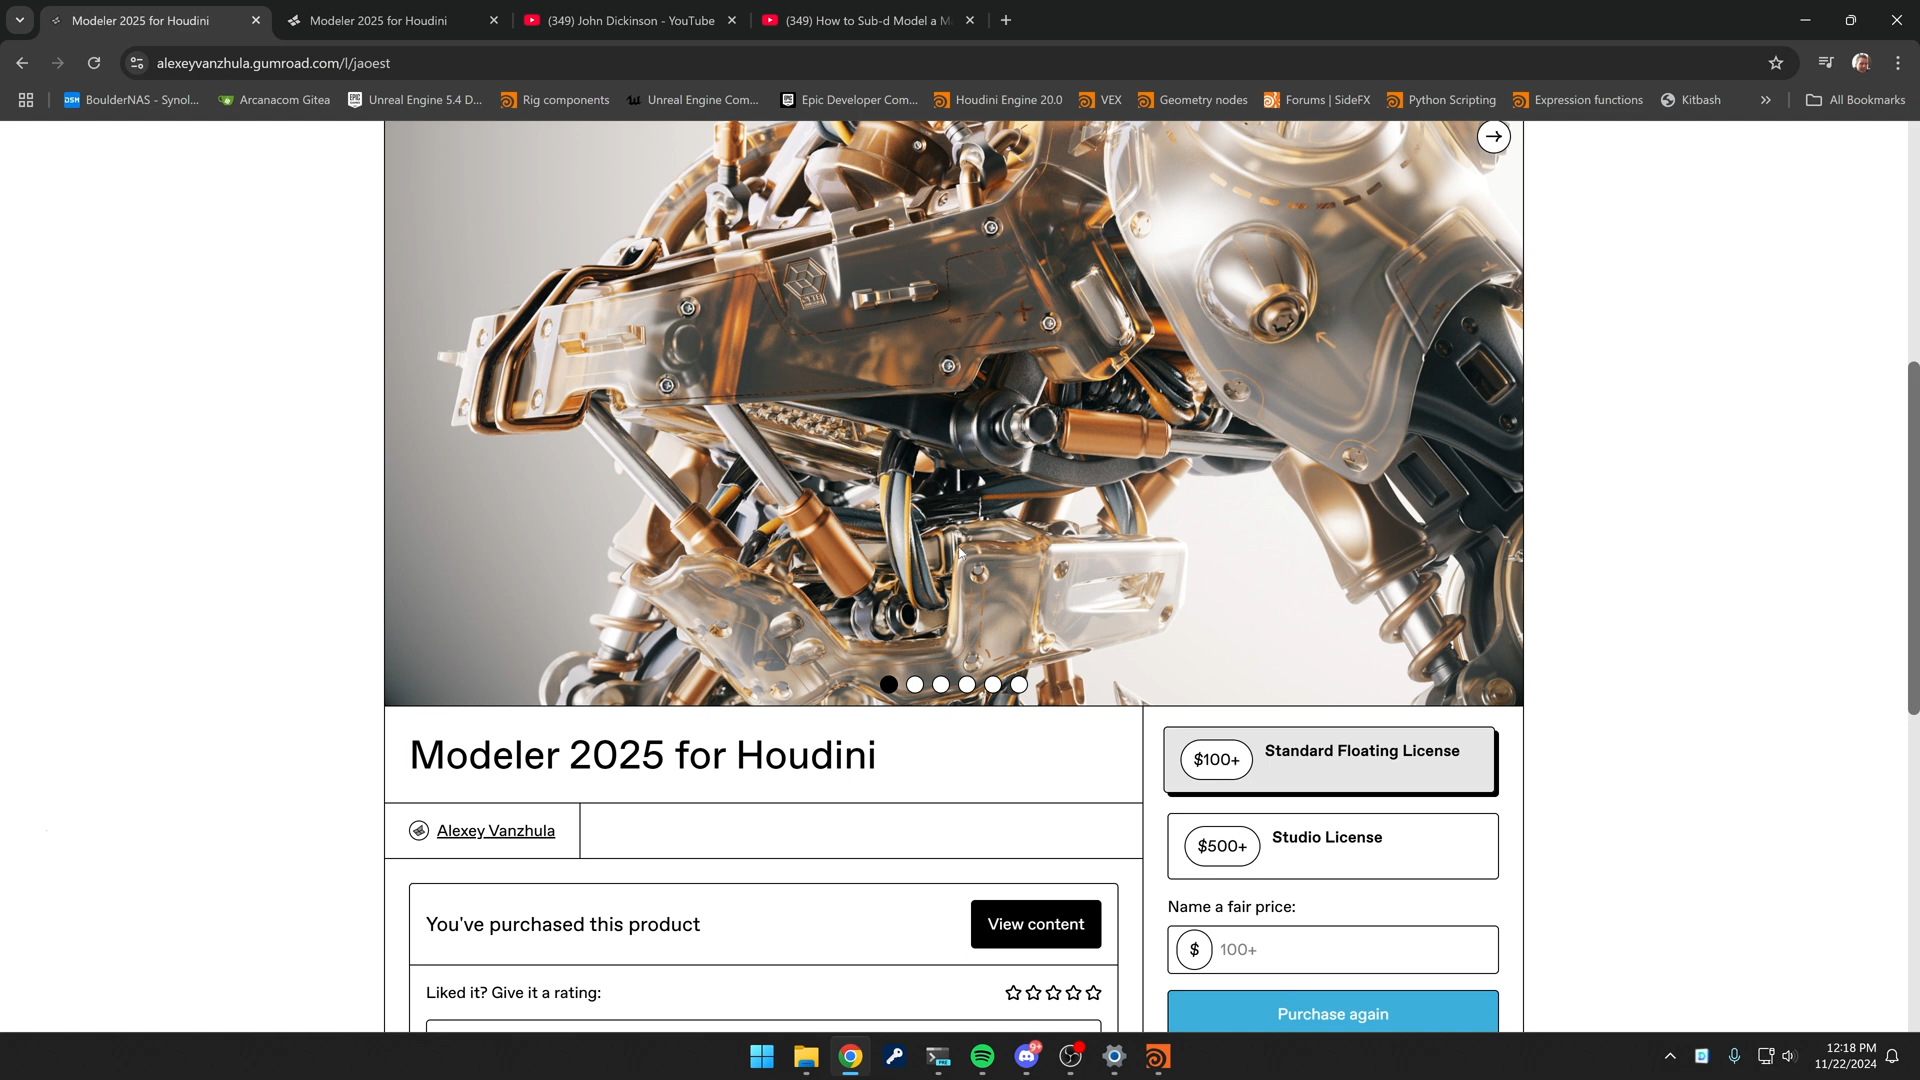 Modeler 2025 for Houdini
Modeler 2025 for Houdini
(349) John Dickinson - YouTube
(349) How to Sub-d Model a M
alexeyvanzhula.gumroad.com/l/jaoest
BoulderNAS - Synol...
Arcanacom Gitea
Unreal Engine 5.4 D...
Rig components
Unreal Engine Com...
Epic Developer Com...
Houdini Engine 20.0
VEX
Geometry nodes
Forums | SideFX
Python Scripting
Expression functions
Kitbash
All Bookmarks
Modeler 2025 for Houdini
Alexey Vanzhula
You've purchased this product
View content
Liked it? Give it a rating:
$100+
Standard Floating License
$500+
Studio License
Name a fair price:
$
100+
Purchase again
9+
12:18 PM
11/22/2024